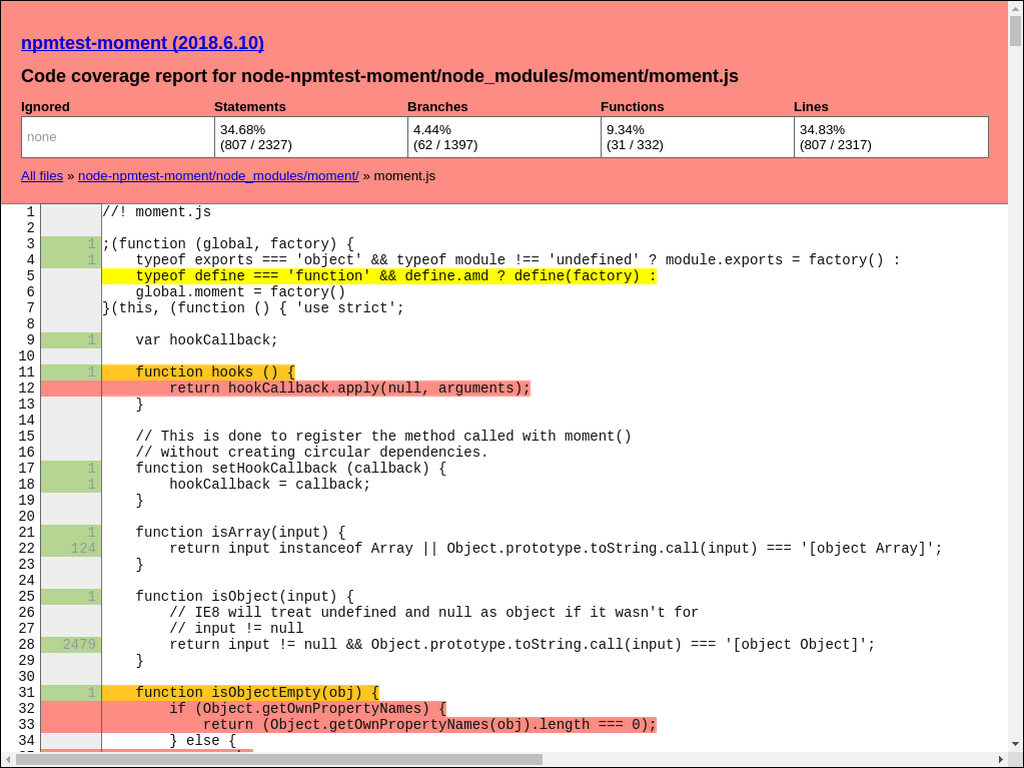 npmtest-moment (2018.6.10)
Code coverage report for node-npmtest-moment/node_modules/moment/moment.js
Ignored Statements Branches Functions Lines
none 34.68% 4.44% 9.34% 34.83%
(807 / 2327) (62 / 1397) (31 / 332) (807 / 2317)
All files » node-npmtest-moment/node_modules/moment/ » moment.js
1 //! moment.js
2
3 1 ;(function (global, factory) {
4 1     typeof exports === 'object' && typeof module !== 'undefined' ? module.exports = factory() :
5     typeof define === 'function' && define.amd ? define(factory) :
6     global.moment = factory()
7 }(this, (function () { 'use strict';
8
9 1     var hookCallback;
10
11 1     function hooks () {
12         return hookCallback.apply(null, arguments);
13     }
14
15     // This is done to register the method called with moment()
16     // without creating circular dependencies.
17 1     function setHookCallback (callback) {
18 1         hookCallback = callback;
19     }
20
21 1     function isArray(input) {
22 124         return input instanceof Array || Object.prototype.toString.call(input) === '[object Array]';
23     }
24
25 1     function isObject(input) {
26         // IE8 will treat undefined and null as object if it wasn't for
27         // input != null
28 2479         return input != null && Object.prototype.toString.call(input) === '[object Object]';
29     }
30
31 1     function isObjectEmpty(obj) {
32         if (Object.getOwnPropertyNames) {
33             return (Object.getOwnPropertyNames(obj).length === 0);
34         } else {